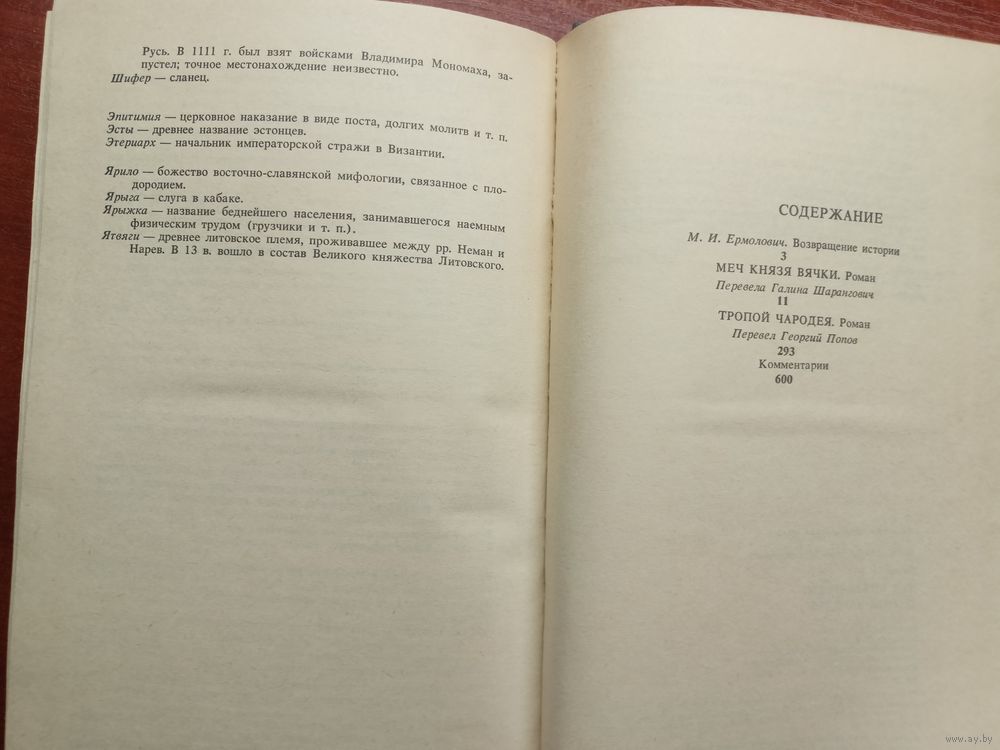 Русь. В 1111 г. был взят войсками Владимира Мономаха, за-
пустел; точное местонахождение неизвестно.
Шифер — сланец.
Эпитимия — церковное наказание в виде поста, долгих молитв и т. п.
Эсты — древнее название эстонцев.
Этериарх — начальник императорской стражи в Византии.
Ярило — божество восточно-славянской мифологии, связанное с пло-
дородием.
Ярыга — слуга в кабаке.
Ярыжка — название беднейшего населения, занимавшегося наемным
физическим трудом (грузчики и т. п.).
Ятвяги — древнее литовское племя, проживавшее между рр. Неман и
Нарев. В 13 в. вошло в состав Великого княжества Литовского.
СОДЕРЖАНИЕ
М. И. Ермолович. Возвращение истории
3
МЕЧ КНЯЗЯ ВЯЧКИ. Роман
Перевела Галина Шарангович
11
ТРОПОЙ ЧАРОДЕЯ. Роман
Перевел Георгий Попов
293
Комментарии
600
www.ay.by